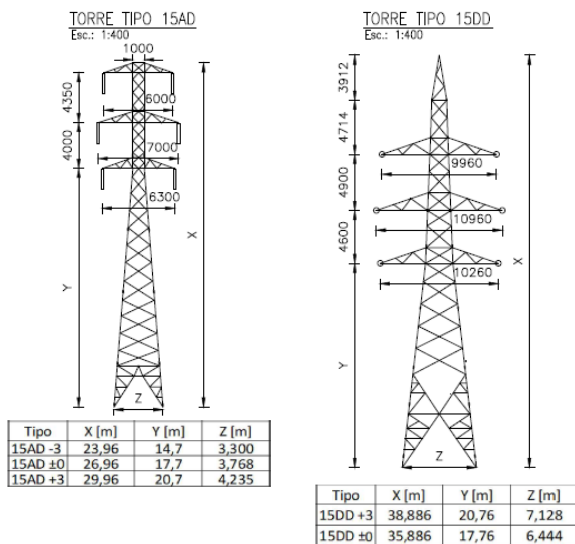 TORRE TIPO 15AD
Esc.: 1:400
1000
4350
6000
4000
7000
6300
X
Y
Z
Tipo X [m] Y [m] Z [m]
15AD -3 23,96 14,7 3,300
15AD ±0 26,96 17,7 3,768
15AD +3 29,96 20,7 4,235
TORRE TIPO 15DD
Esc.: 1:400
3912
4714
9960
4900
10960
4600
10260
X
Y
Z
Tipo X [m] Y [m] Z [m]
15DD +3 38,886 20,76 7,128
15DD ±0 35,886 17,76 6,444